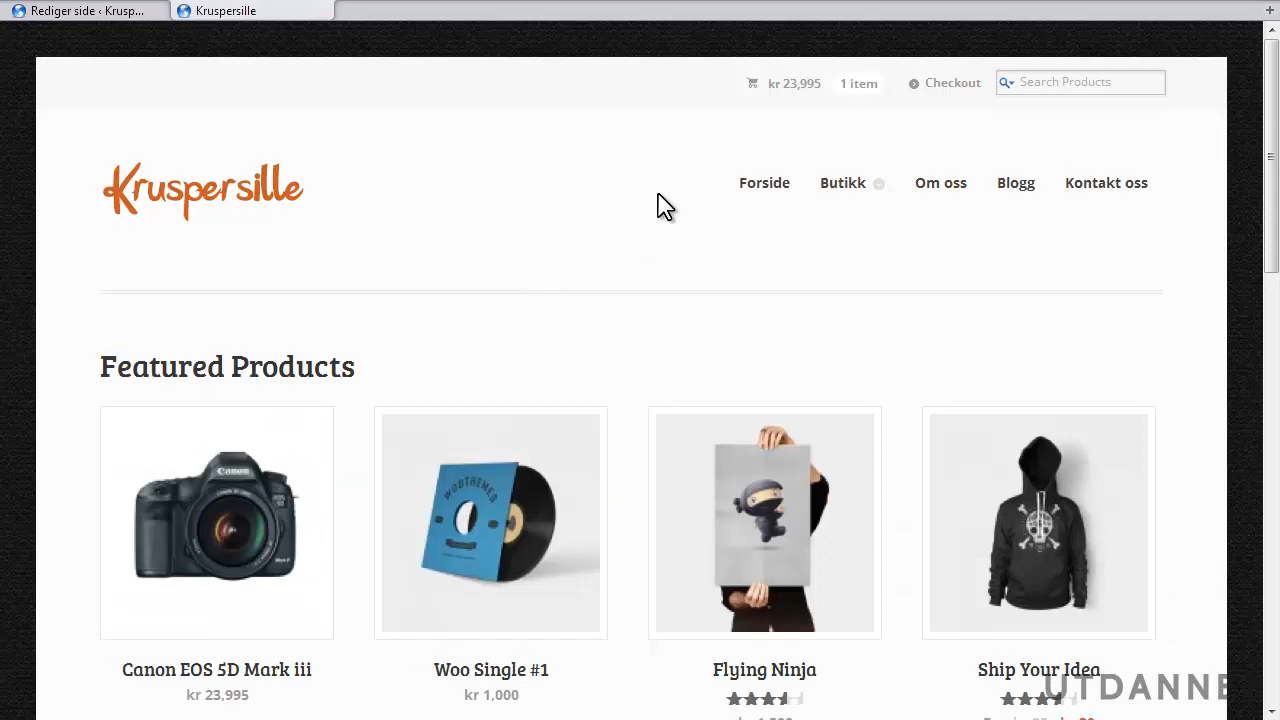 Rediger side ‹ Krusp... Kruspersille
kr 23,995 1 item Checkout Search Products
Kruspersille
Forside Butikk Om oss Blogg Kontakt oss
Featured Products
Canon
WOOTHEMES
Canon EOS 5D Mark iii Woo Single #1 Flying Ninja Ship Your Idea
kr 23,995 kr 1,000
UTDANNE